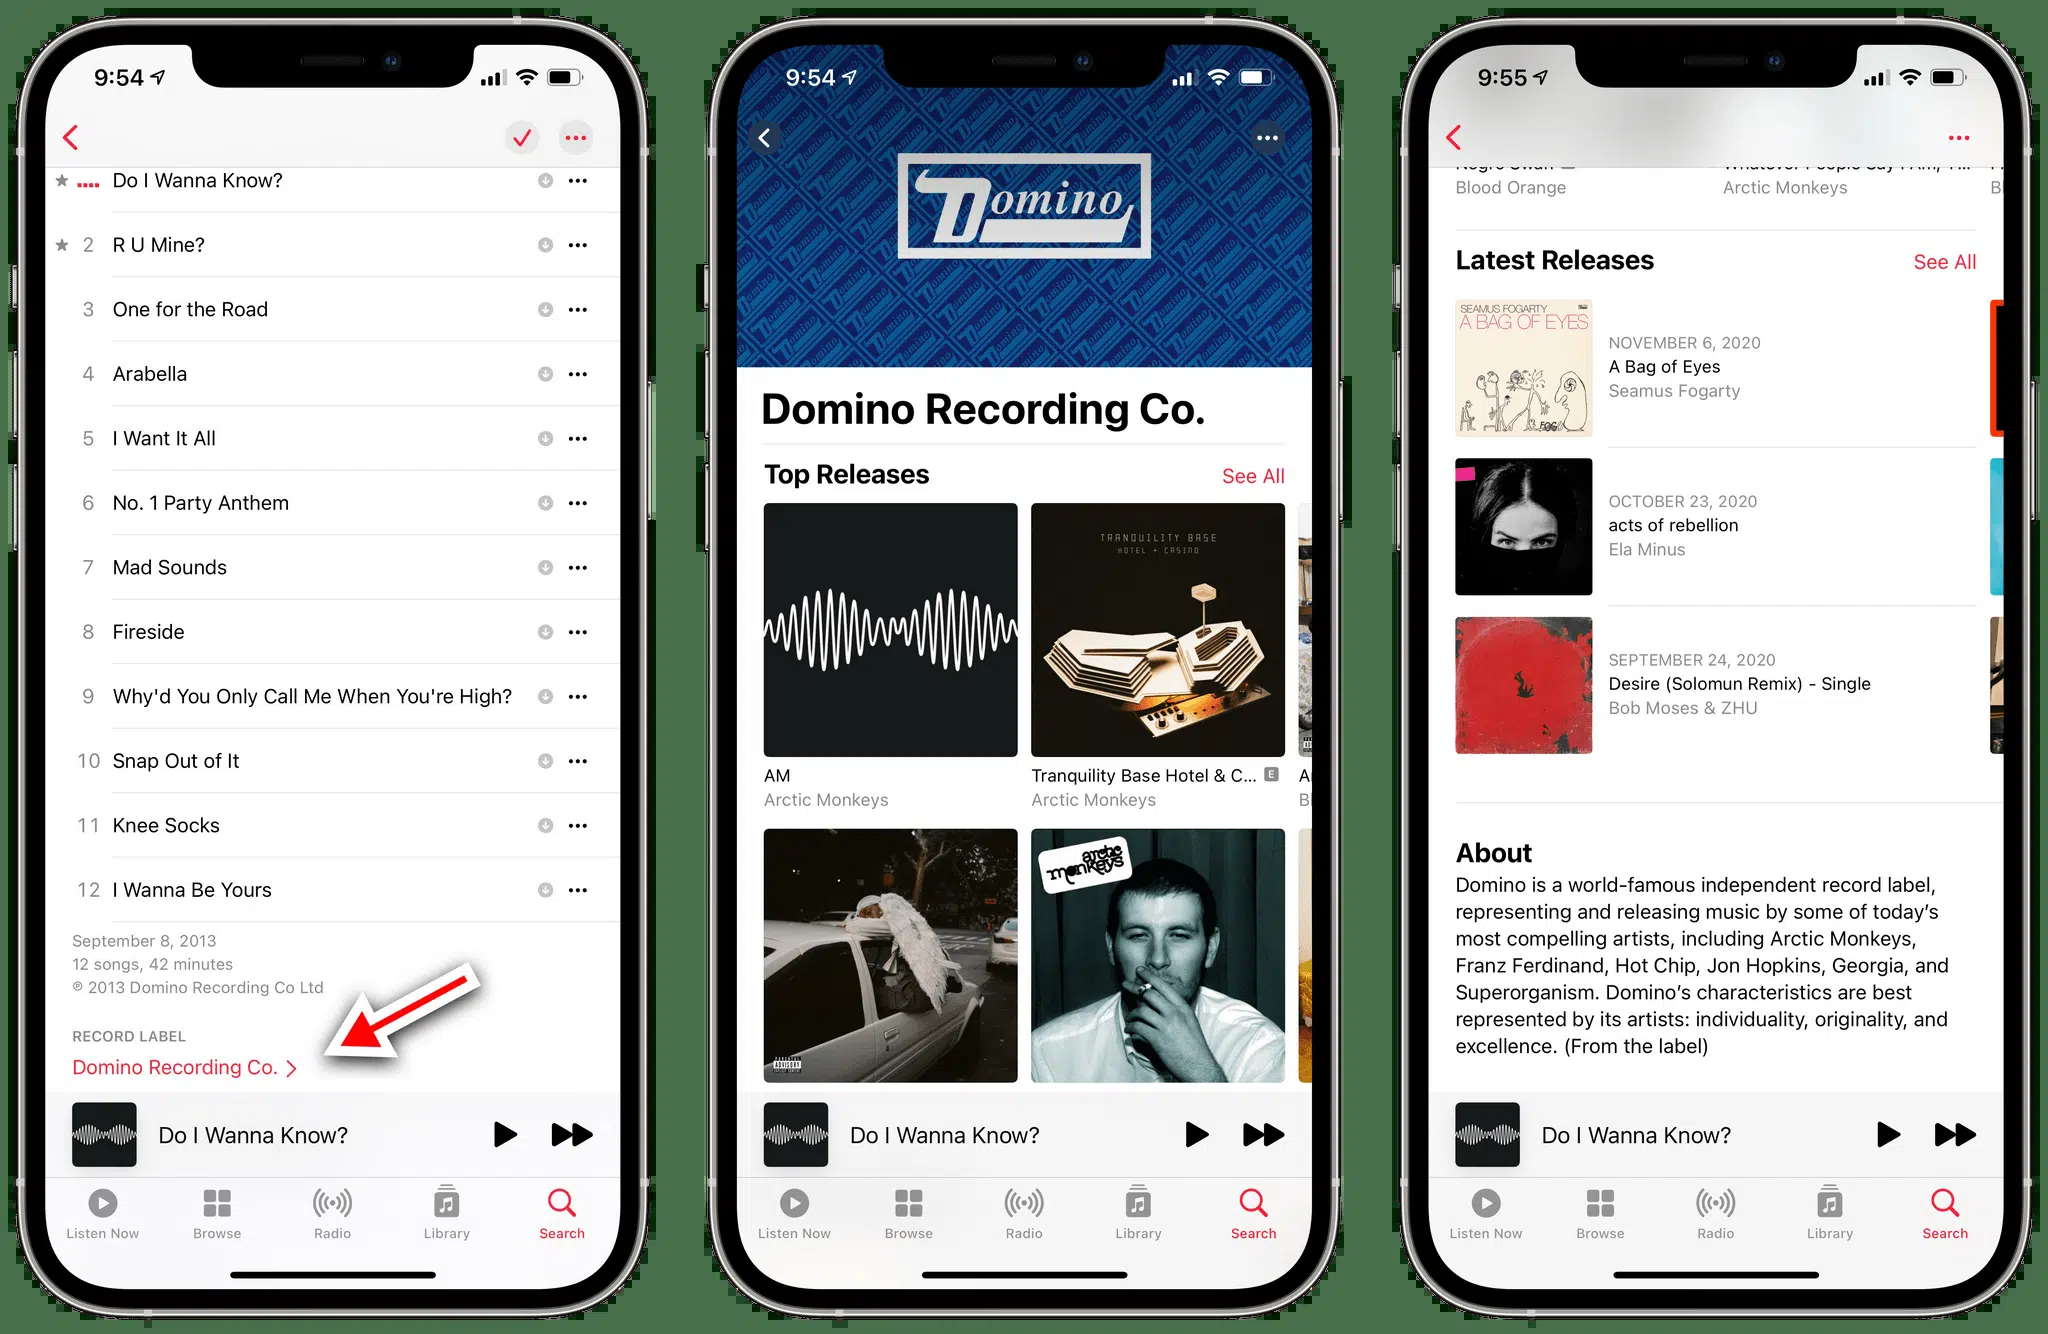 9:54
Do I Wanna Know?
2 R U Mine?
3 One for the Road
4 Arabella
5 I Want It All
6 No. 1 Party Anthem
7 Mad Sounds
8 Fireside
9 Why'd You Only Call Me When You're High?
10 Snap Out of It
11 Knee Socks
12 I Wanna Be Yours
September 8, 2013
12 songs, 42 minutes
℗ 2013 Domino Recording Co Ltd
RECORD LABEL
Domino Recording Co.
Do I Wanna Know?
Listen Now Browse Radio Library Search
9:54
Domino
Domino Recording Co.
Top Releases See All
TRANQUILITY BASE
HOTEL + CASINO
AM
Arctic Monkeys
Tranquility Base Hotel & C... E
Arctic Monkeys
arctic
monkeys
PARENTAL
ADVISORY
EXPLICIT CONTENT
Do I Wanna Know?
Listen Now Browse Radio Library Search
9:55
Negro Swan
Whatever People Say I Am, T...
Blood Orange
Arctic Monkeys
Latest Releases See All
SEAMUS FOGARTY
A BAG OF EYES
NOVEMBER 6, 2020
A Bag of Eyes
Seamus Fogarty
OCTOBER 23, 2020
acts of rebellion
Ela Minus
SEPTEMBER 24, 2020
Desire (Solomun Remix) - Single
Bob Moses & ZHU
About
Domino is a world-famous independent record label,
representing and releasing music by some of today's
most compelling artists, including Arctic Monkeys,
Franz Ferdinand, Hot Chip, Jon Hopkins, Georgia, and
Superorganism. Domino's characteristics are best
represented by its artists: individuality, originality, and
excellence. (From the label)
Do I Wanna Know?
Listen Now Browse Radio Library Search